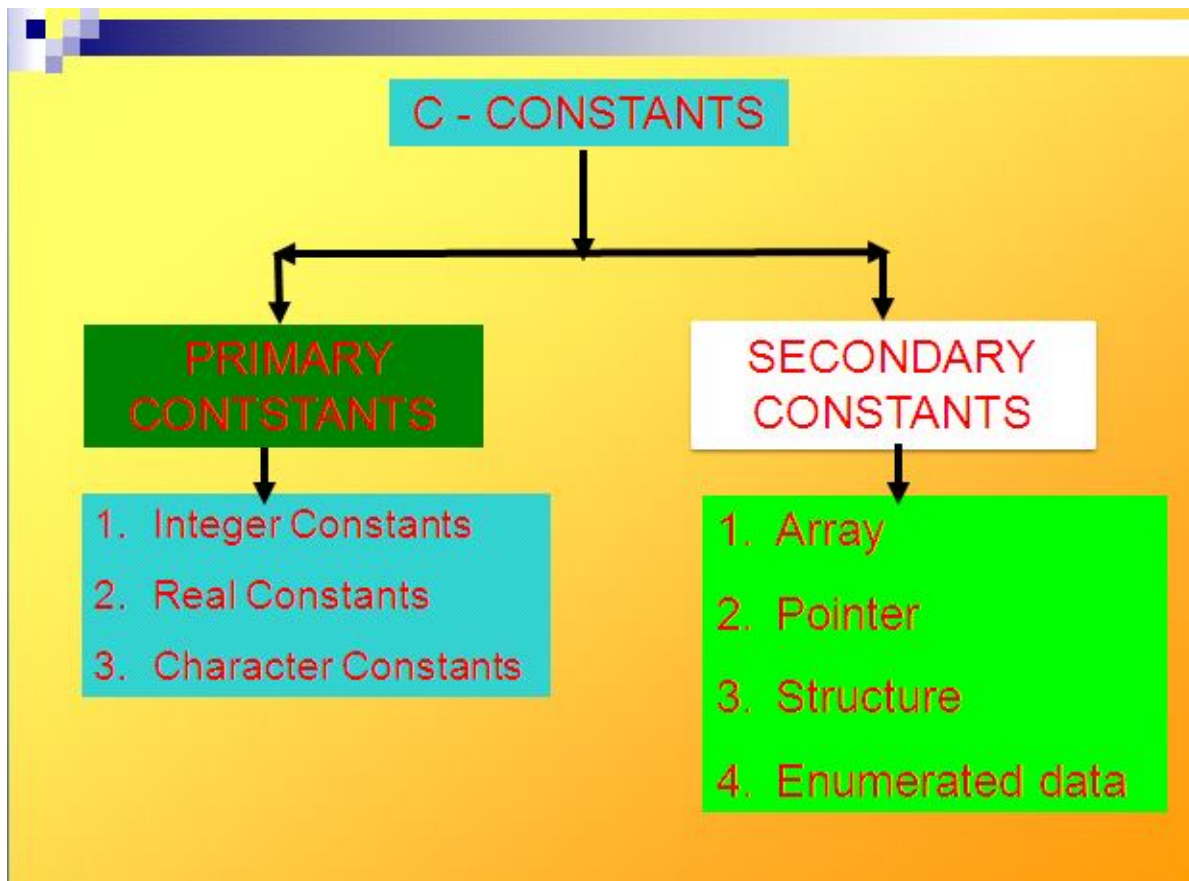 C - CONSTANTS
PRIMARY
CONTSTANTS
SECONDARY
CONSTANTS
1. Integer Constants
2. Real Constants
3. Character Constants
1. Array
2. Pointer
3. Structure
4. Enumerated data